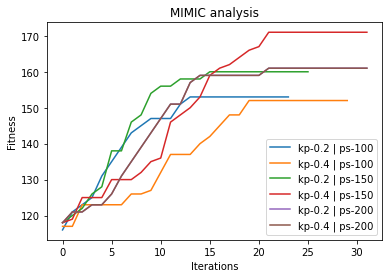 MIMIC analysis
Fitness
170
160
150
140
130
120
0
5
10
15
20
25
30
Iterations
kp-0.2 | ps-100
kp-0.4 | ps-100
kp-0.2 | ps-150
kp-0.4 | ps-150
kp-0.2 | ps-200
kp-0.4 | ps-200